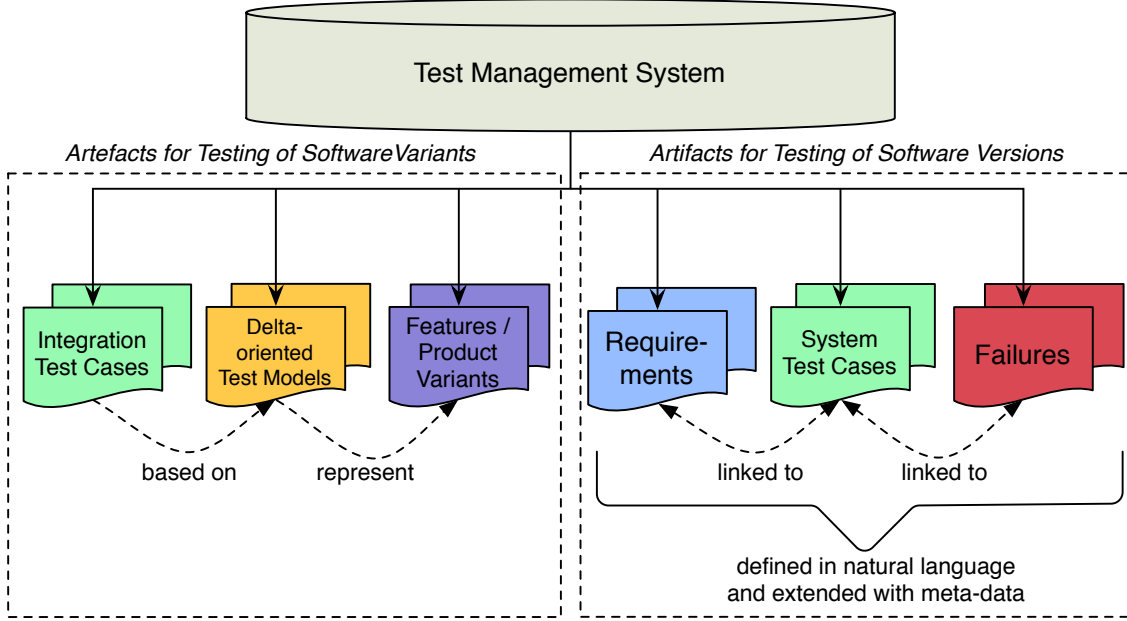 Test Management System
Artefacts for Testing of SoftwareVariants
Artifacts for Testing of Software Versions
Integration
Test Cases
Delta-
oriented
Test Models
Features /
Product
Variants
Require-
ments
System
Test Cases
Failures
based on
represent
linked to
linked to
defined in natural language
and extended with meta-data